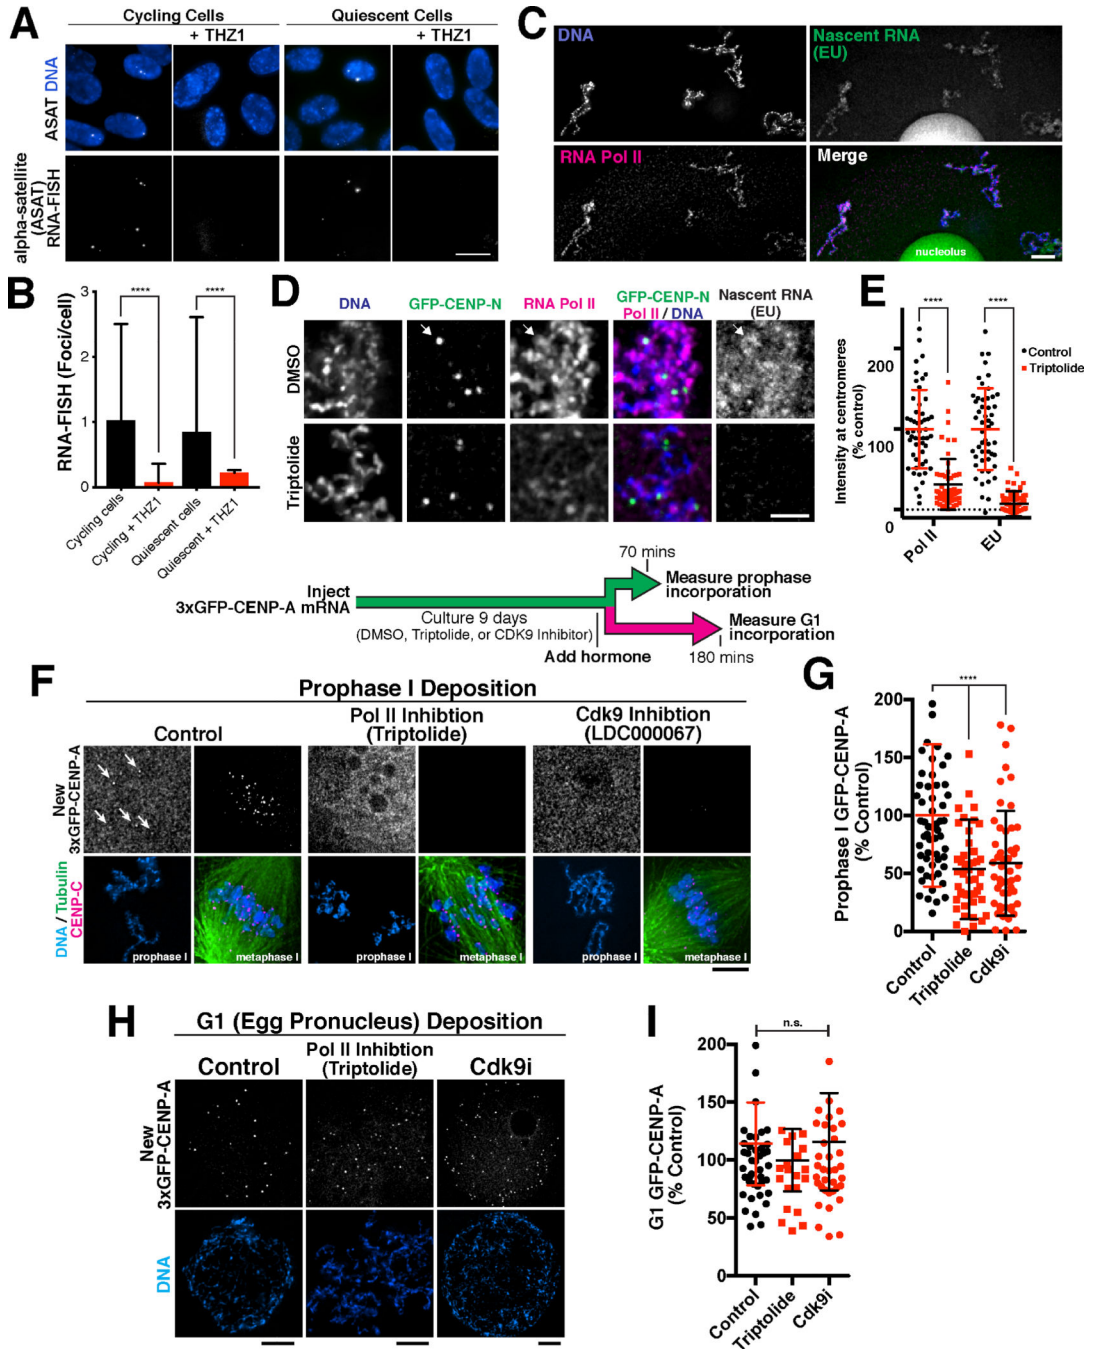 A
Cycling Cells
+ THZ1
Quiescent Cells
+ THZ1
ASAT DNA
alpha-satellite
(ASAT)
RNA-FISH
B
RNA-FISH (Foci/cell)
3
2
1
0
****
****
Cycling cells
Cycling + THZ1
Quiescent cells
Quiescent + THZ1
C
DNA
Nascent RNA
(EU)
RNA Pol II
Merge
nucleolus
D
DNA
GFP-CENP-N
RNA Pol II
GFP-CENP-N
Pol II / DNA
Nascent RNA
(EU)
DMSO
Triptolide
E
Intensity at centromeres
(% control)
200
100
0
****
****
Control
Triptolide
Pol II
EU
Inject
3xGFP-CENP-A mRNA
Culture 9 days
(DMSO, Triptolide, or CDK9 Inhibitor)
Add hormone
70 mins
Measure prophase
incorporation
Measure G1
incorporation
180 mins
F
Prophase I Deposition
Control
Pol II Inhibtion
(Triptolide)
Cdk9 Inhibtion
(LDC000067)
New
3xGFP-CENP-A
DNA / Tubulin
CENP-C
prophase I
metaphase I
prophase I
metaphase I
prophase I
metaphase I
G
Prophase I GFP-CENP-A
(% Control)
200
150
100
50
0
****
Control
Triptolide
Cdk9i
H
G1 (Egg Pronucleus) Deposition
Control
Pol II Inhibtion
(Triptolide)
Cdk9i
New
3xGFP-CENP-A
DNA
I
G1 GFP-CENP-A
(% Control)
200
150
100
50
0
n.s.
Control
Triptolide
Cdk9i